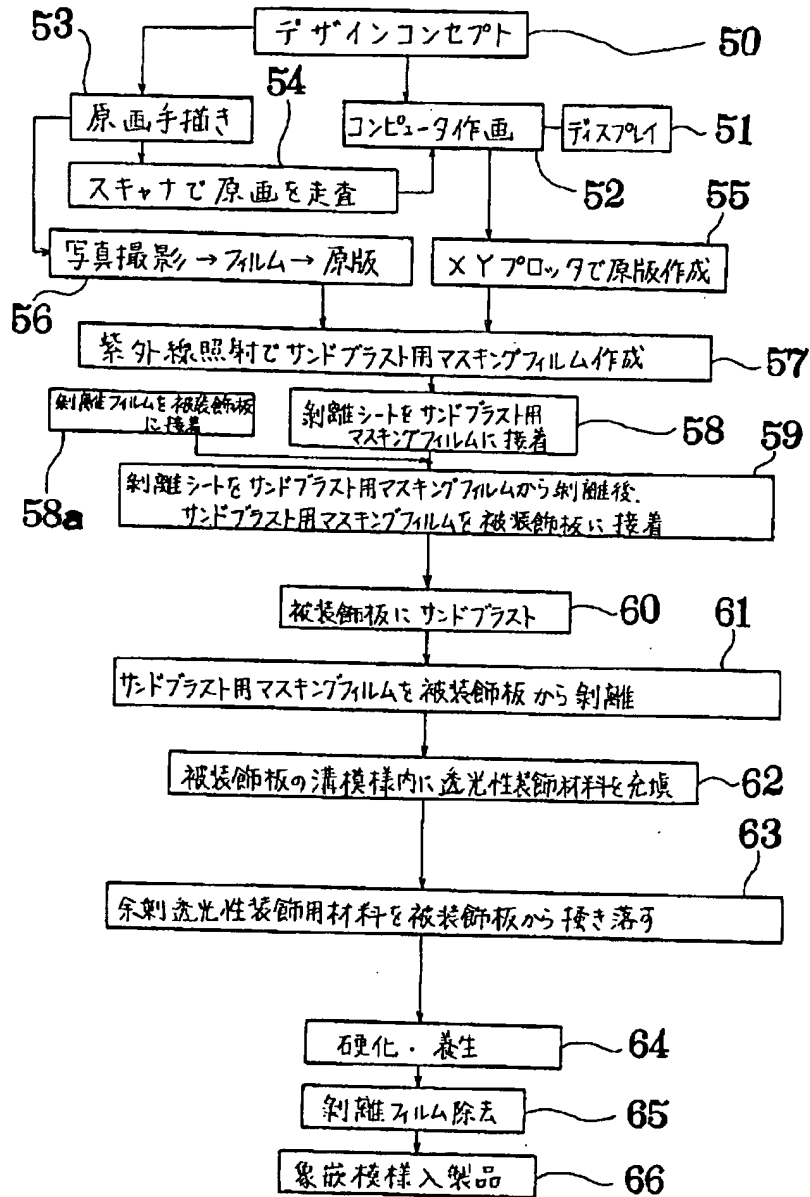 デザインコンセプト
50
53
原画手描き
54
コンピュータ作画
ディスプレイ
51
スキャナで原画を走査
52
55
写真撮影→フィルム→原版
XYプロッタで原版作成
56
紫外線照射でサンドブラスト用マスキングフィルム作成
57
剥離フィルムを被装飾板
に接着
58a
剥離シートをサンドブラスト用
マスキングフィルムに接着
58
59
剥離シートをサンドブラスト用マスキングフィルムから剥離後、
サンドブラスト用マスキングフィルムを被装飾板に接着
被装飾板にサンドブラスト
60
61
サンドブラスト用マスキングフィルムを被装飾板から剥離
被装飾板の溝模様内に透光性装飾材料を充填
62
63
余剰透光性装飾用材料を被装飾板から掻き落す
硬化・養生
64
剥離フィルム除去
65
象嵌模様入製品
66